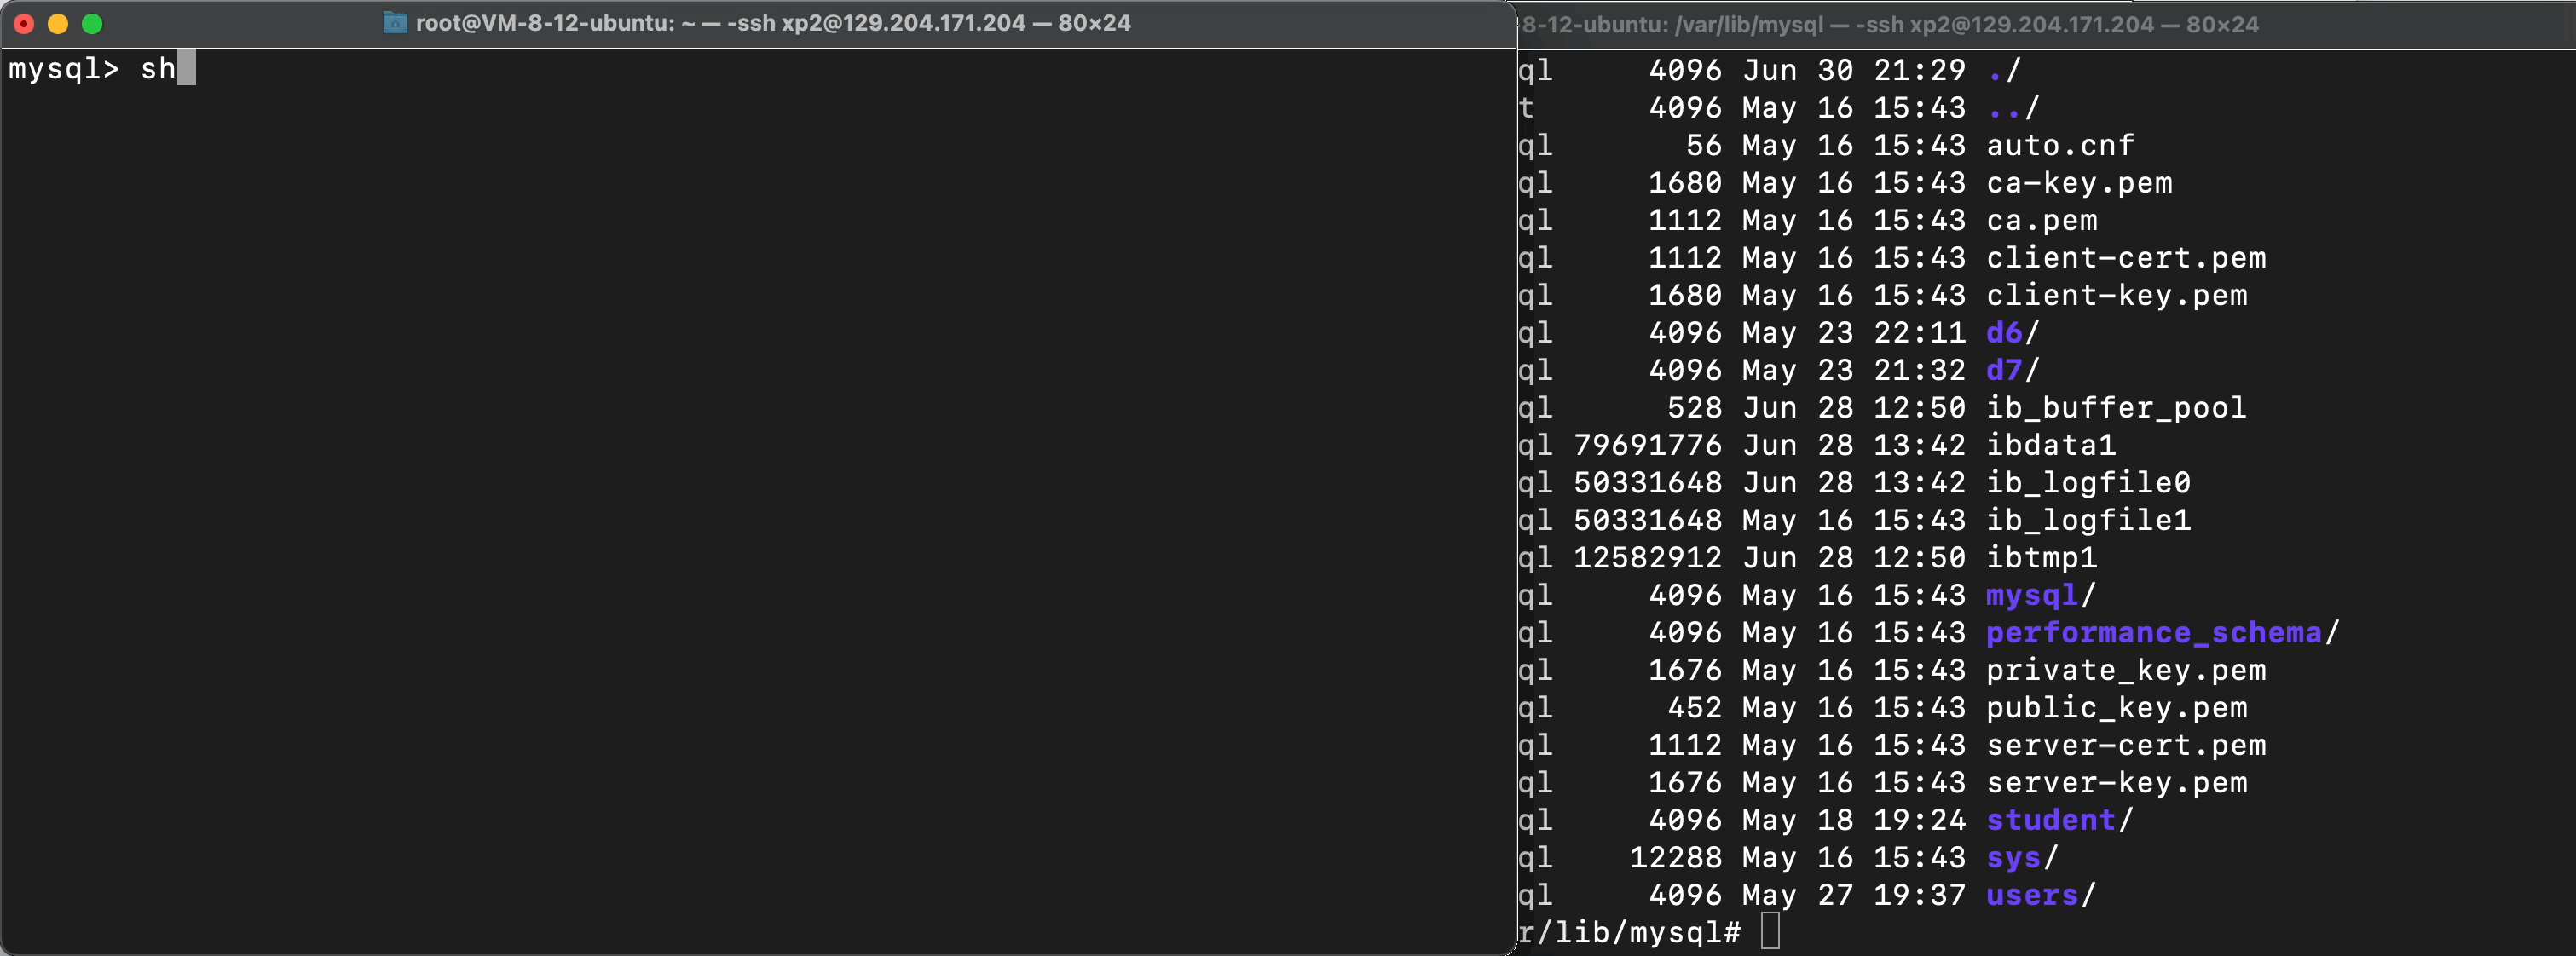 root@VM-8-12-ubuntu: ~ — -ssh xp2@129.204.171.204 — 80×24
mysql> sh
8-12-ubuntu: /var/lib/mysql — -ssh xp2@129.204.171.204 — 80×24
ql 4096 Jun 30 21:29 ./
t 4096 May 16 15:43 ../
ql 56 May 16 15:43 auto.cnf
ql 1680 May 16 15:43 ca-key.pem
ql 1112 May 16 15:43 ca.pem
ql 1112 May 16 15:43 client-cert.pem
ql 1680 May 16 15:43 client-key.pem
ql 4096 May 23 22:11 d6/
ql 4096 May 23 21:32 d7/
ql 528 Jun 28 12:50 ib_buffer_pool
ql 79691776 Jun 28 13:42 ibdata1
ql 50331648 Jun 28 13:42 ib_logfile0
ql 50331648 May 16 15:43 ib_logfile1
ql 12582912 Jun 28 12:50 ibtmp1
ql 4096 May 16 15:43 mysql/
ql 4096 May 16 15:43 performance_schema/
ql 1676 May 16 15:43 private_key.pem
ql 452 May 16 15:43 public_key.pem
ql 1112 May 16 15:43 server-cert.pem
ql 1676 May 16 15:43 server-key.pem
ql 4096 May 18 19:24 student/
ql 12288 May 16 15:43 sys/
ql 4096 May 27 19:37 users/
r/lib/mysql#